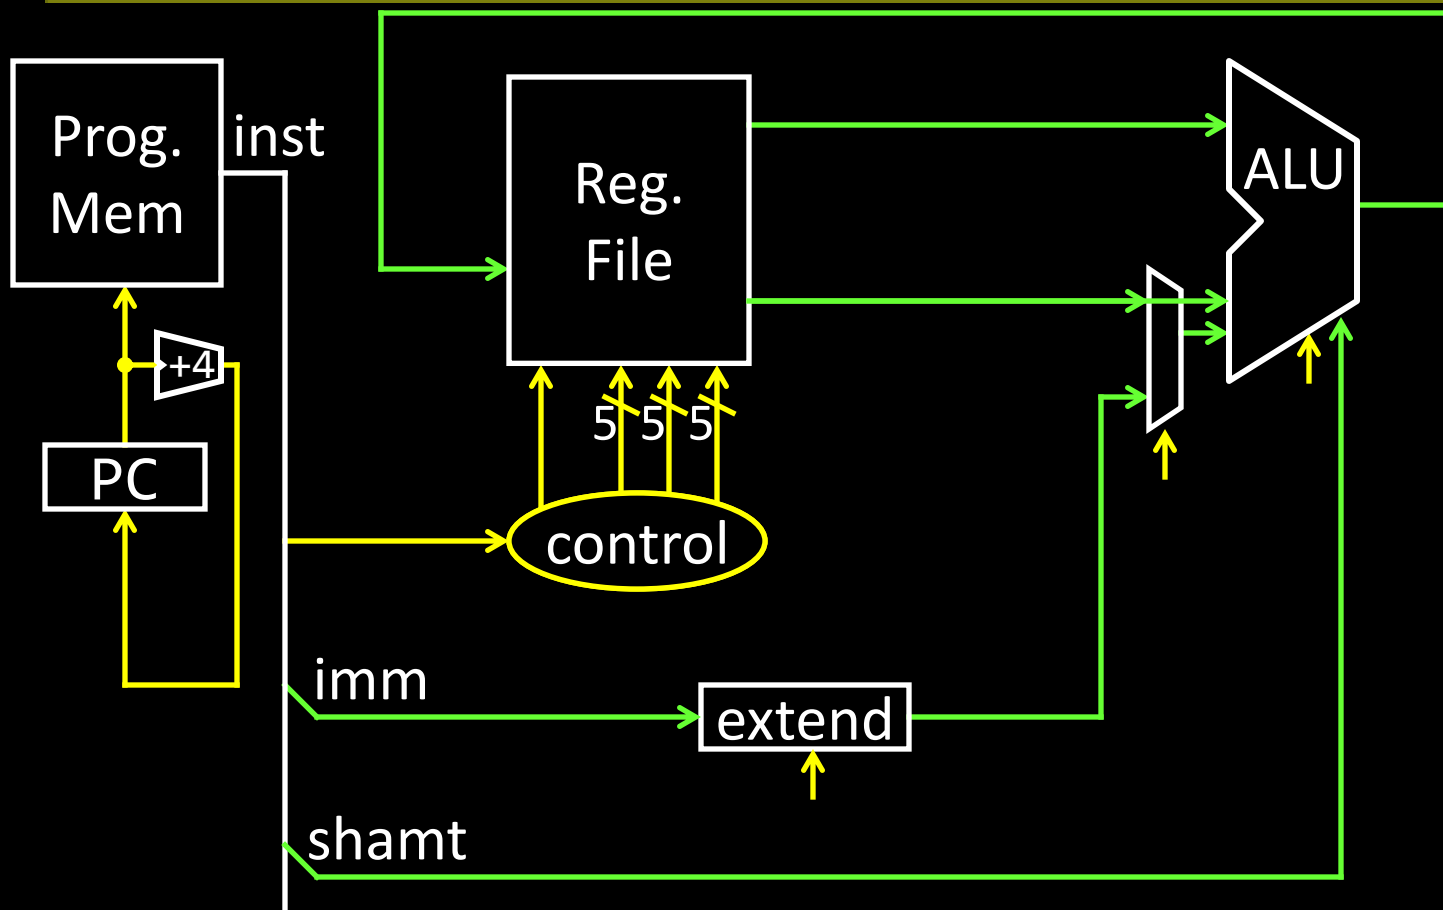 Prog.
Mem
inst
Reg.
File
ALU
+4
5 5 5
PC
control
imm
extend
shamt